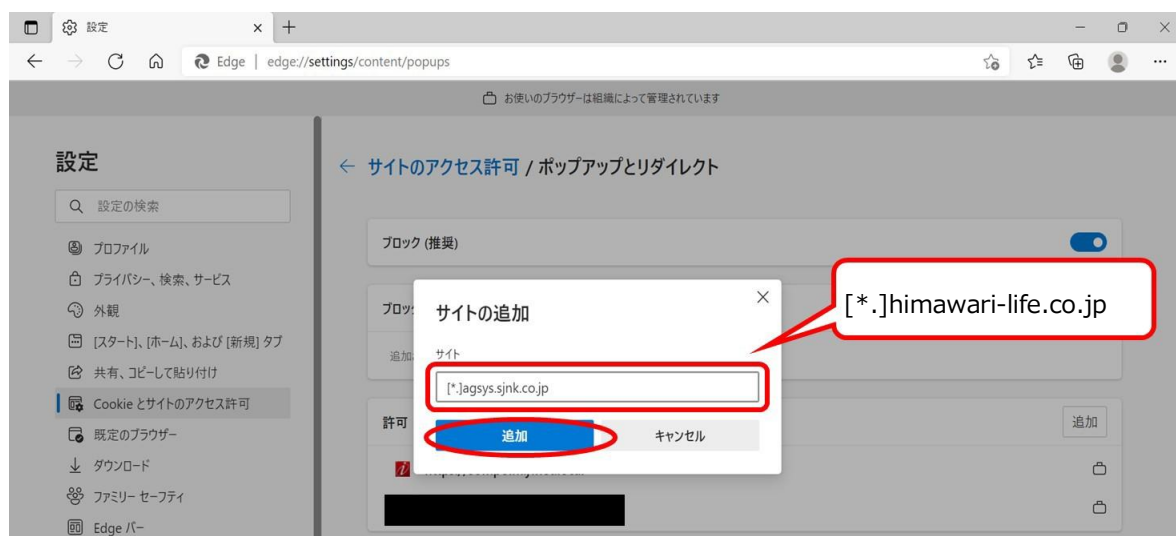 設定
Edge | edge://settings/content/popups
お使いのブラウザーは組織によって管理されています
設定
設定の検索
プロファイル
プライバシー、検索、サービス
外観
[スタート]、[ホーム]、および [新規] タブ
共有、コピーして貼り付け
Cookie とサイトのアクセス許可
既定のブラウザー
ダウンロード
ファミリー セーフティ
Edge バー
サイトのアクセス許可 / ポップアップとリダイレクト
ブロック (推奨)
ブロッ
追加
サイトの追加
サイト
[*.]agsys.sjnk.co.jp
追加
キャンセル
[*.]himawari-life.co.jp
許可
追加